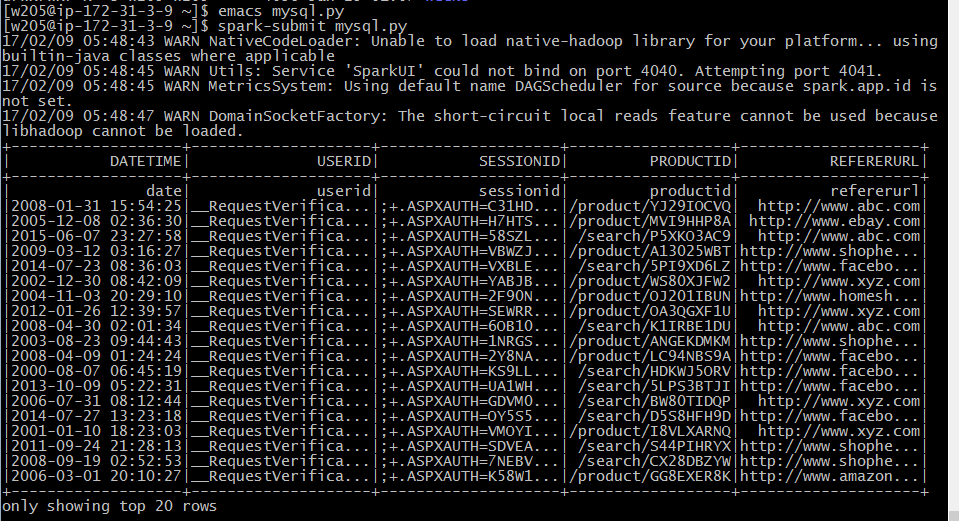 [w205@ip-172-31-3-9 ~]$ emacs mysql.py
[w205@ip-172-31-3-9 ~]$ spark-submit mysql.py
17/02/09 05:48:43 WARN NativeCodeLoader: Unable to load native-hadoop library for your platform... using
builtin-java classes where applicable
17/02/09 05:48:45 WARN Utils: Service 'SparkUI' could not bind on port 4040. Attempting port 4041.
17/02/09 05:48:45 WARN MetricsSystem: Using default name DAGScheduler for source because spark.app.id is
not set.
17/02/09 05:48:47 WARN DomainSocketFactory: The short-circuit local reads feature cannot be used because
libhadoop cannot be loaded.
+-------------------+--------------------+--------------------+------------------+--------------------+
|           DATETIME|              USERID|           SESSIONID|         PRODUCTID|          REFERERURL|
+-------------------+--------------------+--------------------+------------------+--------------------+
|               date|              userid|           sessionid|         productid|          refererurl|
|2008-01-31 15:54:25|__RequestVerifica...|;+.ASPXAUTH=C31HD...|/product/YJ29IOCVQ|  http://www.abc.com|
|2005-12-08 02:36:30|__RequestVerifica...|;+.ASPXAUTH=H7HTS...|/product/MVI9HHP8A| http://www.ebay.com|
|2015-06-07 23:27:58|__RequestVerifica...|;+.ASPXAUTH=58SZL...| /search/P5XKO3AC9|  http://www.abc.com|
|2009-03-12 03:16:27|__RequestVerifica...|;+.ASPXAUTH=VBWZJ...|/product/A13O25WBT|http://www.shophe...|
|2014-07-23 08:36:03|__RequestVerifica...|;+.ASPXAUTH=VXBLE...| /search/5PI9XD6LZ|http://www.facebo...|
|2002-12-30 08:42:09|__RequestVerifica...|;+.ASPXAUTH=YABJB...|/product/WS80XJFW2|  http://www.xyz.com|
|2004-11-03 20:29:10|__RequestVerifica...|;+.ASPXAUTH=2F90N...|/product/OJ2O1IBUN|http://www.homesh...|
|2012-01-26 12:39:57|__RequestVerifica...|;+.ASPXAUTH=SEWRR...|/product/OA3QGXF1U|  http://www.xyz.com|
|2008-04-30 02:01:34|__RequestVerifica...|;+.ASPXAUTH=6OB1O...| /search/K1IRBE1DU|  http://www.abc.com|
|2003-08-23 09:44:43|__RequestVerifica...|;+.ASPXAUTH=1NRGS...|/product/ANGEKDMKM|http://www.shophe...|
|2008-04-09 01:24:24|__RequestVerifica...|;+.ASPXAUTH=2Y8NA...|/product/LC94NBS9A|http://www.facebo...|
|2000-08-07 06:45:19|__RequestVerifica...|;+.ASPXAUTH=KS9LL...| /search/HDKWJ5ORV|http://www.facebo...|
|2013-10-09 05:22:31|__RequestVerifica...|;+.ASPXAUTH=UA1WH...| /search/5LPS3BTJI|http://www.facebo...|
|2006-07-31 08:12:44|__RequestVerifica...|;+.ASPXAUTH=GDVM0...|/product/BW8OTIDQP|  http://www.xyz.com|
|2014-07-27 13:23:18|__RequestVerifica...|;+.ASPXAUTH=OY5S5...|/product/D5S8HFH9D|http://www.facebo...|
|2001-01-10 18:23:03|__RequestVerifica...|;+.ASPXAUTH=VMOYI...|/product/I8VLXARNQ|  http://www.xyz.com|
|2011-09-24 21:28:13|__RequestVerifica...|;+.ASPXAUTH=SDVEA...| /search/S44PIHRYX|http://www.shophe...|
|2008-09-19 02:52:53|__RequestVerifica...|;+.ASPXAUTH=7NEBV...| /search/CX28DBZYW|http://www.shophe...|
|2006-03-01 20:10:27|__RequestVerifica...|;+.ASPXAUTH=K58W1...|/product/GG8EXER8K|http://www.amazon...|
+-------------------+--------------------+--------------------+------------------+--------------------+
only showing top 20 rows